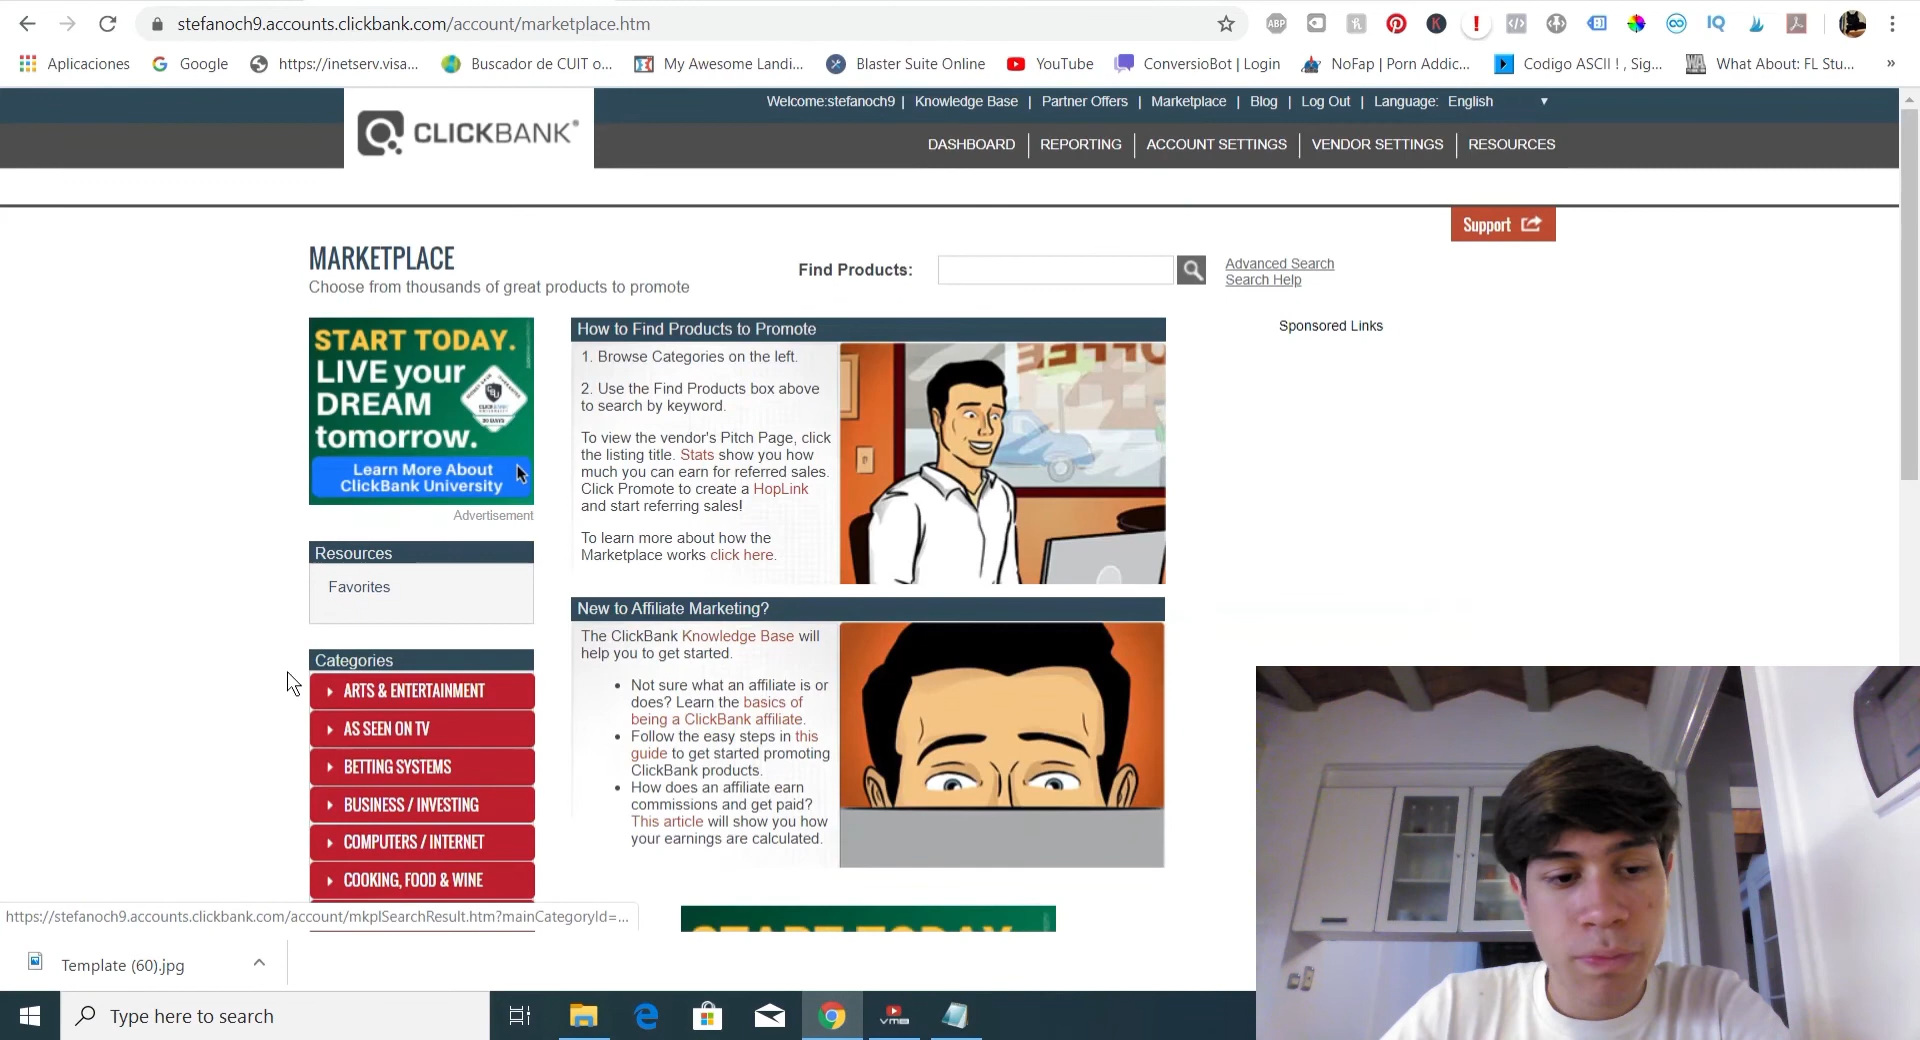 stefanoch9.accounts.clickbank.com/account/marketplace.htm
ABP
IQ
Aplicaciones
Google
https://inetserv.visa...
Buscador de CUIT o...
My Awesome Landi...
Blaster Suite Online
YouTube
ConversioBot | Login
NoFap | Porn Addic...
Codigo ASCII ! , Sig...
What About: FL Stu...
»
CLICKBANK®
Welcome:stefanoch9 | Knowledge Base | Partner Offers | Marketplace | Blog | Log Out | Language: English
DASHBOARD | REPORTING | ACCOUNT SETTINGS | VENDOR SETTINGS | RESOURCES
Support
MARKETPLACE
Choose from thousands of great products to promote
Find Products:
Advanced Search
Search Help
START TODAY.
LIVE your
DREAM
tomorrow.
Learn More About
ClickBank University
Advertisement
Resources
Favorites
Categories
ARTS & ENTERTAINMENT
AS SEEN ON TV
BETTING SYSTEMS
BUSINESS / INVESTING
COMPUTERS / INTERNET
COOKING, FOOD & WINE
How to Find Products to Promote
1. Browse Categories on the left.
2. Use the Find Products box above
to search by keyword.
To view the vendor's Pitch Page, click
the listing title. Stats show you how
much you can earn for referred sales.
Click Promote to create a HopLink
and start referring sales!
To learn more about how the
Marketplace works click here.
New to Affiliate Marketing?
The ClickBank Knowledge Base will
help you to get started.
• Not sure what an affiliate is or
does? Learn the basics of
being a ClickBank affiliate.
• Follow the easy steps in this
guide to get started promoting
ClickBank products.
• How does an affiliate earn
commissions and get paid?
This article will show you how
your earnings are calculated.
Sponsored Links
START TODAY
https://stefanoch9.accounts.clickbank.com/account/mkplSearchResult.htm?mainCategoryId=...
Template (60).jpg
Type here to search